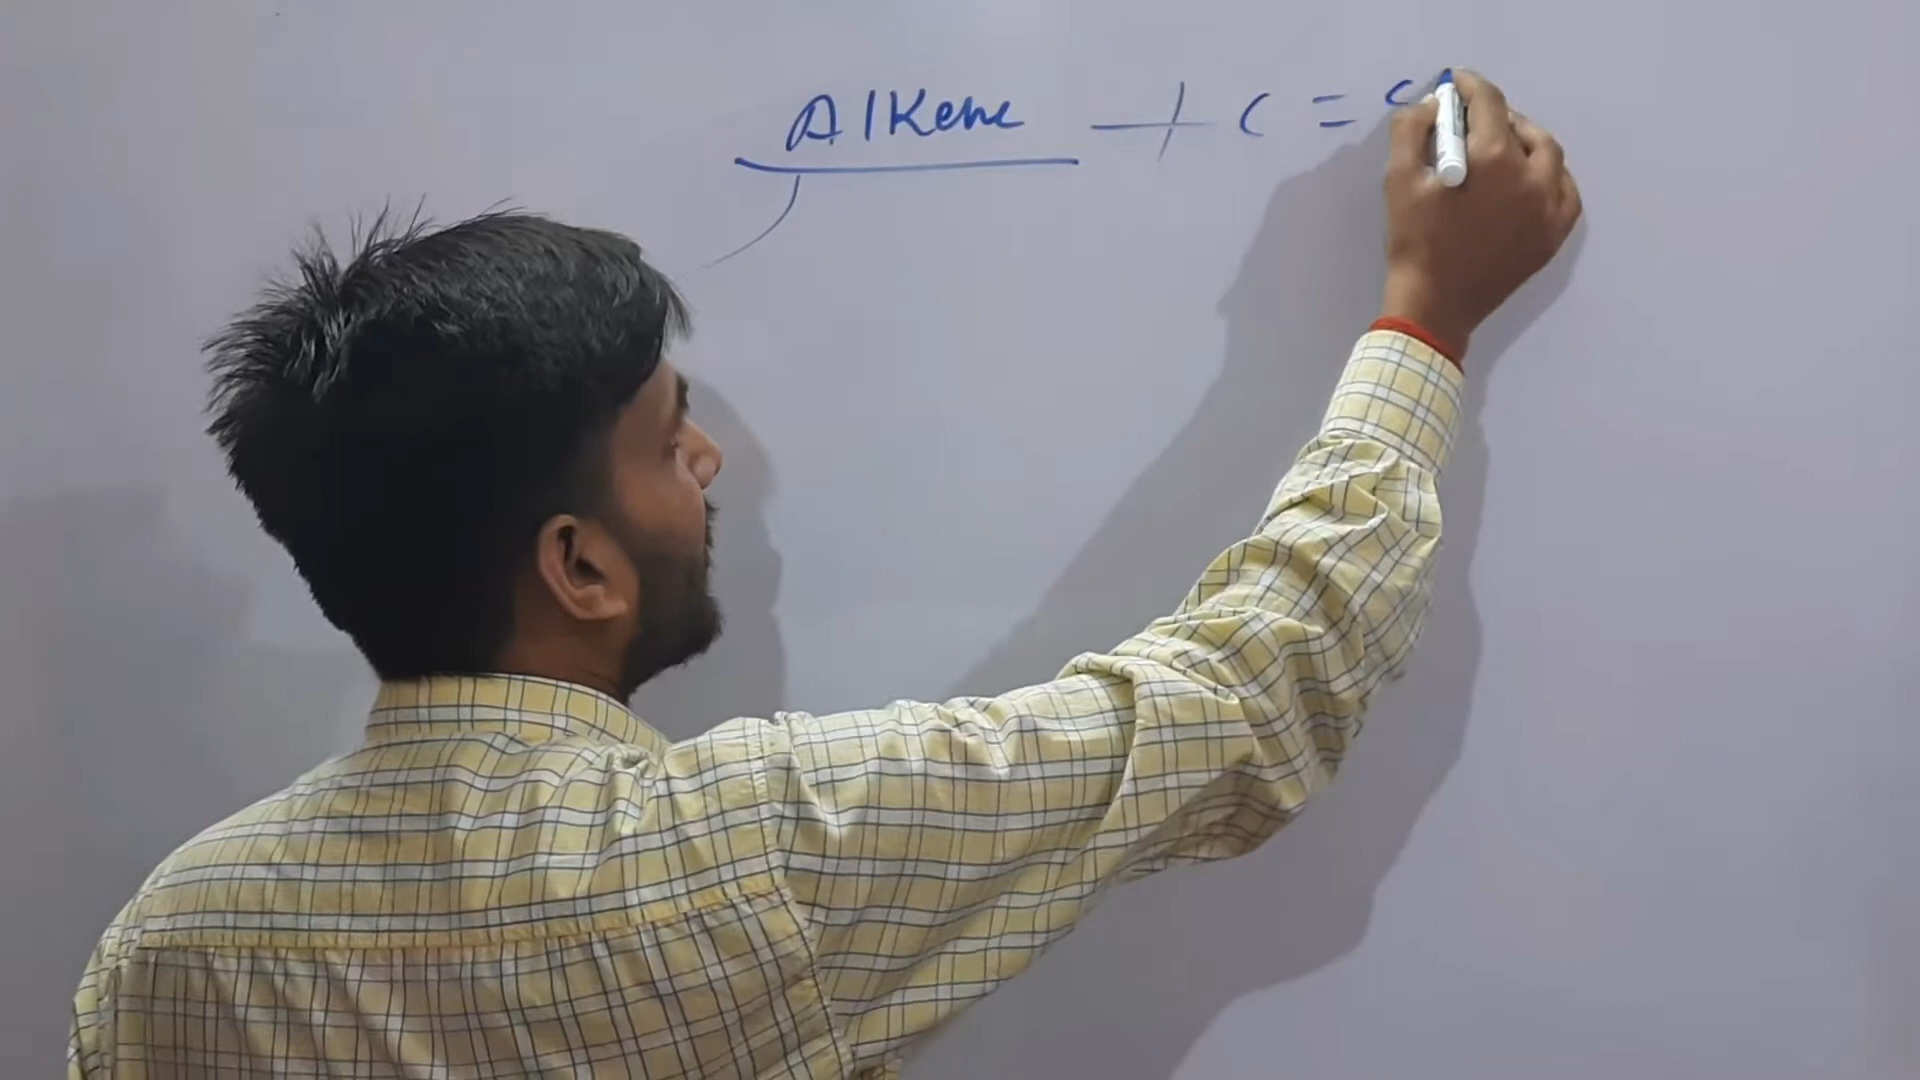 Alkene + C = C